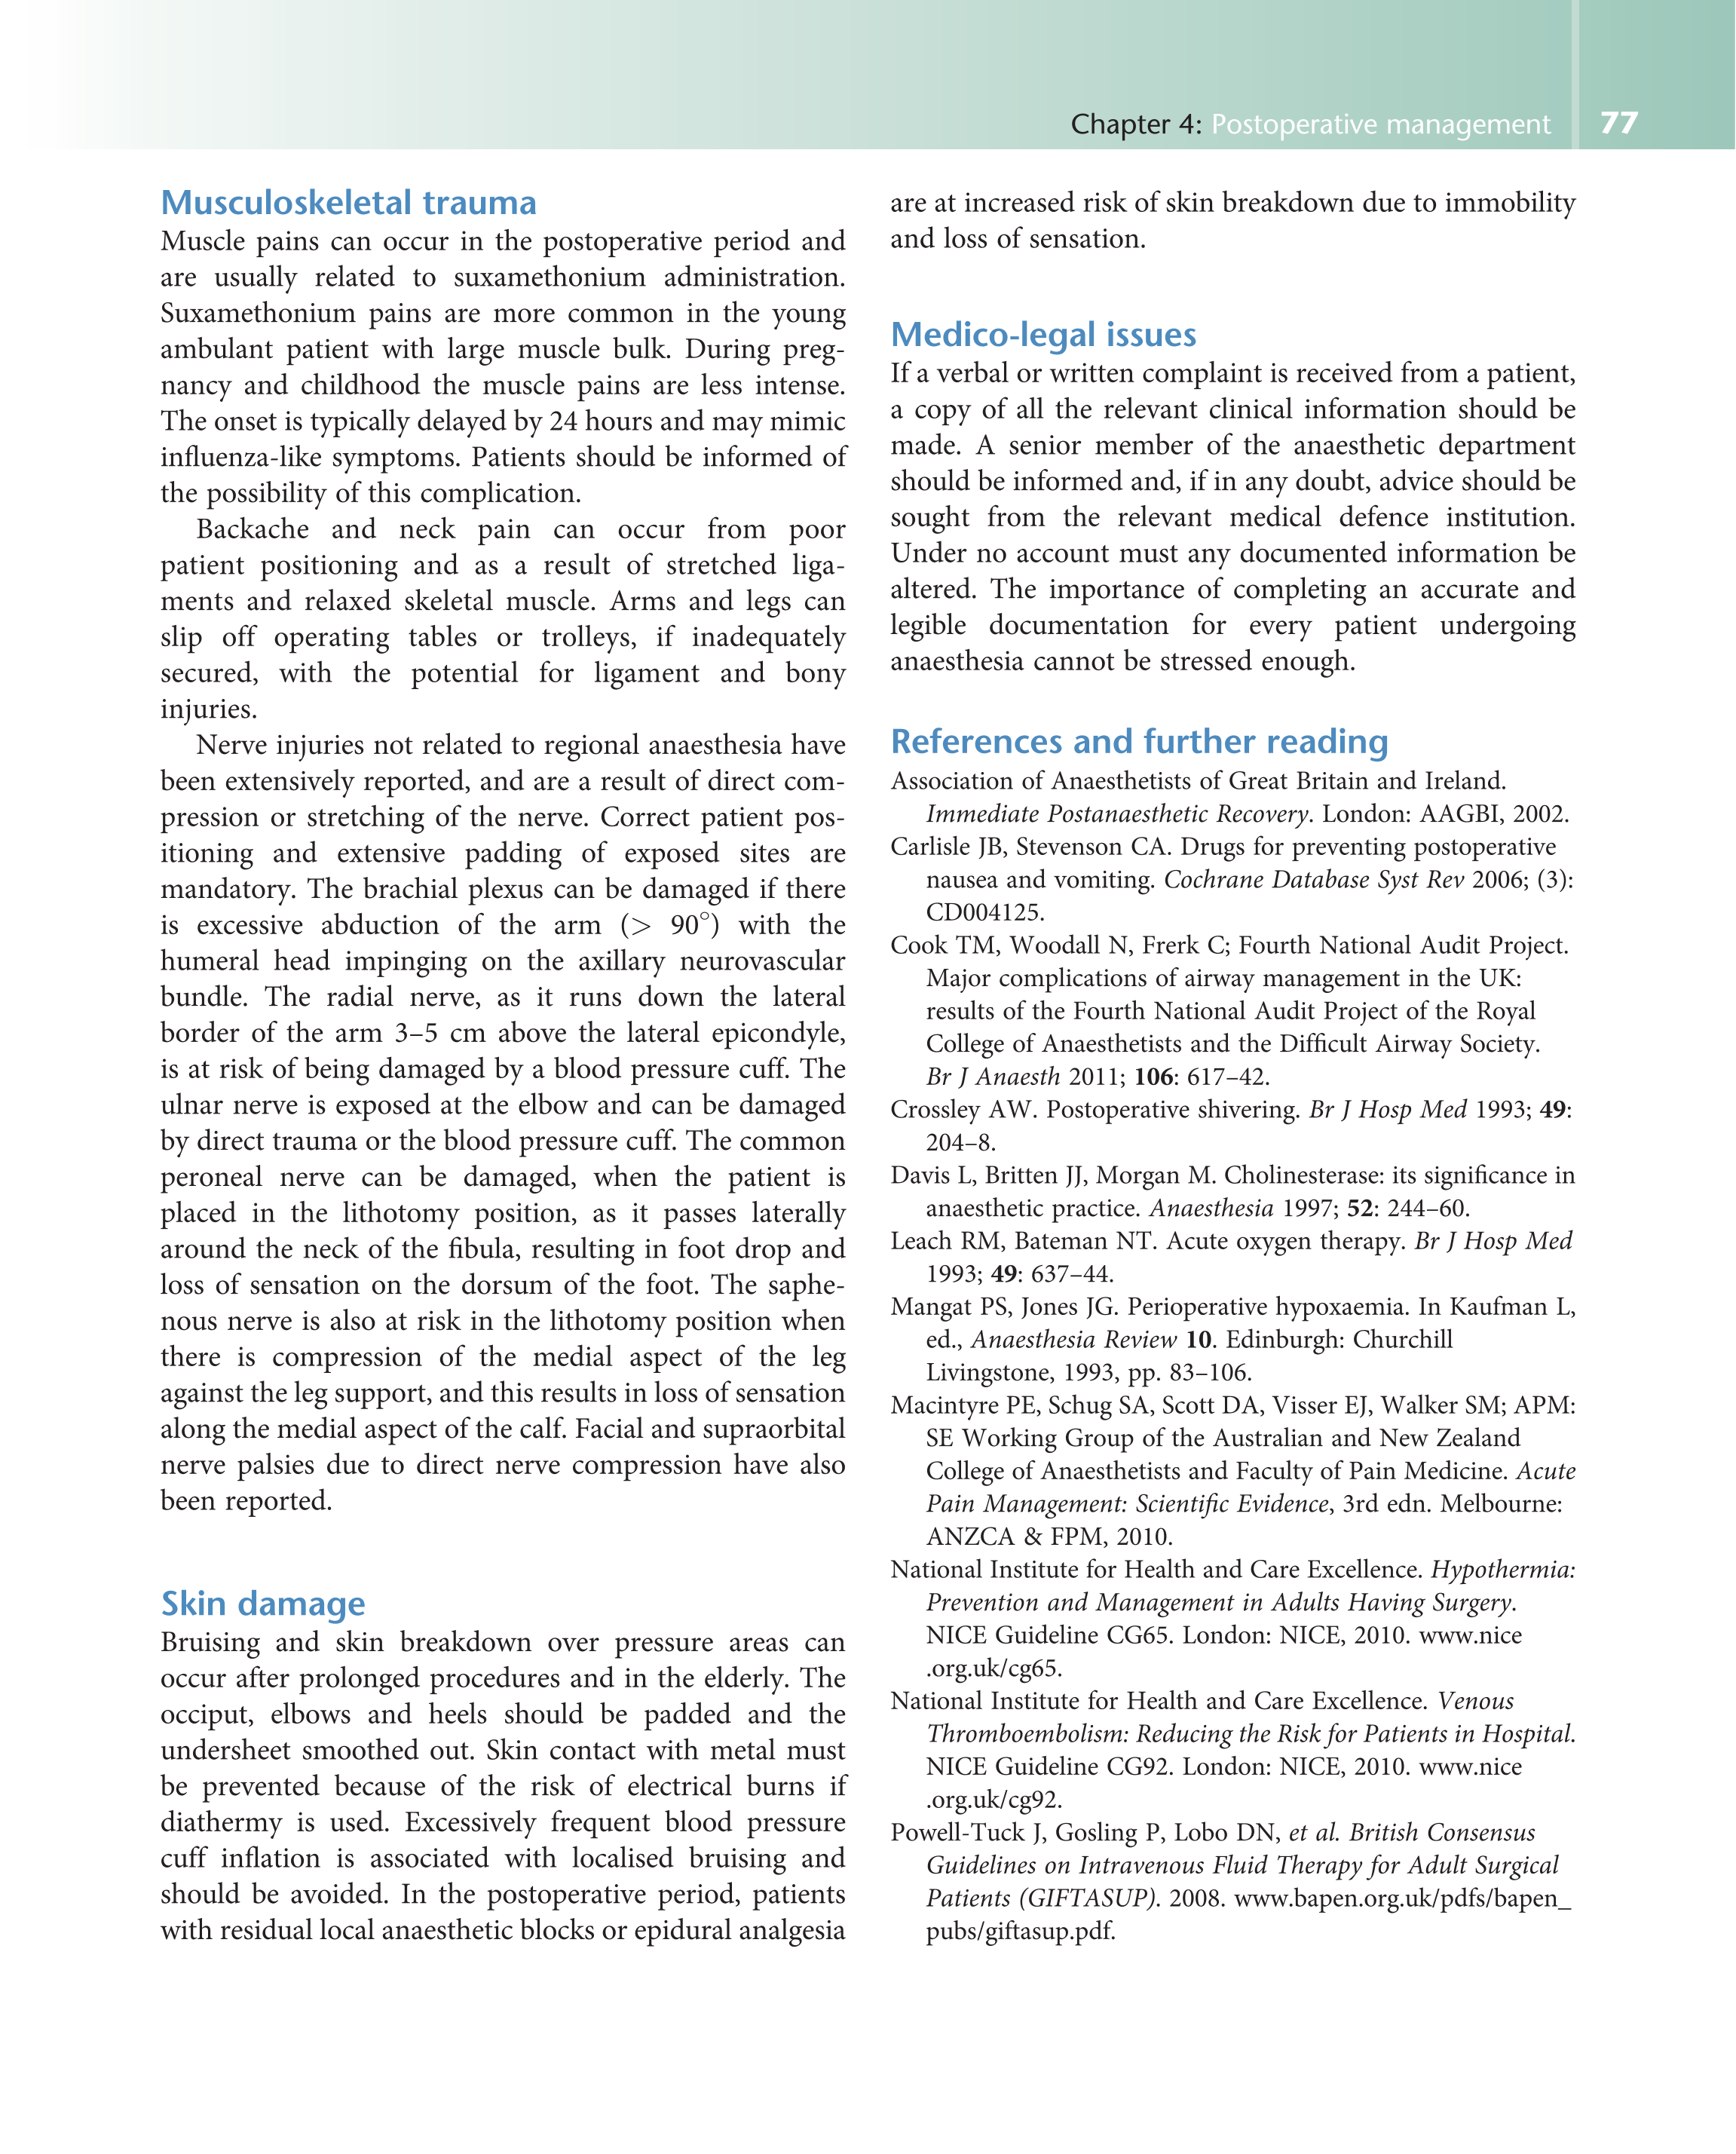 Chapter 4: Postoperative management 77
Musculoskeletal trauma
Muscle pains can occur in the postoperative period and
are usually related to suxamethonium administration.
Suxamethonium pains are more common in the young
ambulant patient with large muscle bulk. During preg-
nancy and childhood the muscle pains are less intense.
The onset is typically delayed by 24 hours and may mimic
influenza-like symptoms. Patients should be informed of
the possibility of this complication.
Backache and neck pain can occur from poor
patient positioning and as a result of stretched liga-
ments and relaxed skeletal muscle. Arms and legs can
slip off operating tables or trolleys, if inadequately
secured, with the potential for ligament and bony
injuries.
Nerve injuries not related to regional anaesthesia have
been extensively reported, and are a result of direct com-
pression or stretching of the nerve. Correct patient pos-
itioning and extensive padding of exposed sites are
mandatory. The brachial plexus can be damaged if there
is excessive abduction of the arm (> 90°) with the
humeral head impinging on the axillary neurovascular
bundle. The radial nerve, as it runs down the lateral
border of the arm 3–5 cm above the lateral epicondyle,
is at risk of being damaged by a blood pressure cuff. The
ulnar nerve is exposed at the elbow and can be damaged
by direct trauma or the blood pressure cuff. The common
peroneal nerve can be damaged, when the patient is
placed in the lithotomy position, as it passes laterally
around the neck of the fibula, resulting in foot drop and
loss of sensation on the dorsum of the foot. The saphe-
nous nerve is also at risk in the lithotomy position when
there is compression of the medial aspect of the leg
against the leg support, and this results in loss of sensation
along the medial aspect of the calf. Facial and supraorbital
nerve palsies due to direct nerve compression have also
been reported.
Skin damage
Bruising and skin breakdown over pressure areas can
occur after prolonged procedures and in the elderly. The
occiput, elbows and heels should be padded and the
undersheet smoothed out. Skin contact with metal must
be prevented because of the risk of electrical burns if
diathermy is used. Excessively frequent blood pressure
cuff inflation is associated with localised bruising and
should be avoided. In the postoperative period, patients
with residual local anaesthetic blocks or epidural analgesia
are at increased risk of skin breakdown due to immobility
and loss of sensation.
Medico-legal issues
If a verbal or written complaint is received from a patient,
a copy of all the relevant clinical information should be
made. A senior member of the anaesthetic department
should be informed and, if in any doubt, advice should be
sought from the relevant medical defence institution.
Under no account must any documented information be
altered. The importance of completing an accurate and
legible documentation for every patient undergoing
anaesthesia cannot be stressed enough.
References and further reading
Association of Anaesthetists of Great Britain and Ireland.
Immediate Postanaesthetic Recovery. London: AAGBI, 2002.
Carlisle JB, Stevenson CA. Drugs for preventing postoperative
nausea and vomiting. Cochrane Database Syst Rev 2006; (3):
CD004125.
Cook TM, Woodall N, Frerk C; Fourth National Audit Project.
Major complications of airway management in the UK:
results of the Fourth National Audit Project of the Royal
College of Anaesthetists and the Difficult Airway Society.
Br J Anaesth 2011; 106: 617–42.
Crossley AW. Postoperative shivering. Br J Hosp Med 1993; 49:
204–8.
Davis L, Britten JJ, Morgan M. Cholinesterase: its significance in
anaesthetic practice. Anaesthesia 1997; 52: 244–60.
Leach RM, Bateman NT. Acute oxygen therapy. Br J Hosp Med
1993; 49: 637–44.
Mangat PS, Jones JG. Perioperative hypoxaemia. In Kaufman L,
ed., Anaesthesia Review 10. Edinburgh: Churchill
Livingstone, 1993, pp. 83–106.
Macintyre PE, Schug SA, Scott DA, Visser EJ, Walker SM; APM:
SE Working Group of the Australian and New Zealand
College of Anaesthetists and Faculty of Pain Medicine. Acute
Pain Management: Scientific Evidence, 3rd edn. Melbourne:
ANZCA & FPM, 2010.
National Institute for Health and Care Excellence. Hypothermia:
Prevention and Management in Adults Having Surgery.
NICE Guideline CG65. London: NICE, 2010. www.nice
.org.uk/cg65.
National Institute for Health and Care Excellence. Venous
Thromboembolism: Reducing the Risk for Patients in Hospital.
NICE Guideline CG92. London: NICE, 2010. www.nice
.org.uk/cg92.
Powell-Tuck J, Gosling P, Lobo DN, et al. British Consensus
Guidelines on Intravenous Fluid Therapy for Adult Surgical
Patients (GIFTASUP). 2008. www.bapen.org.uk/pdfs/bapen_
pubs/giftasup.pdf.